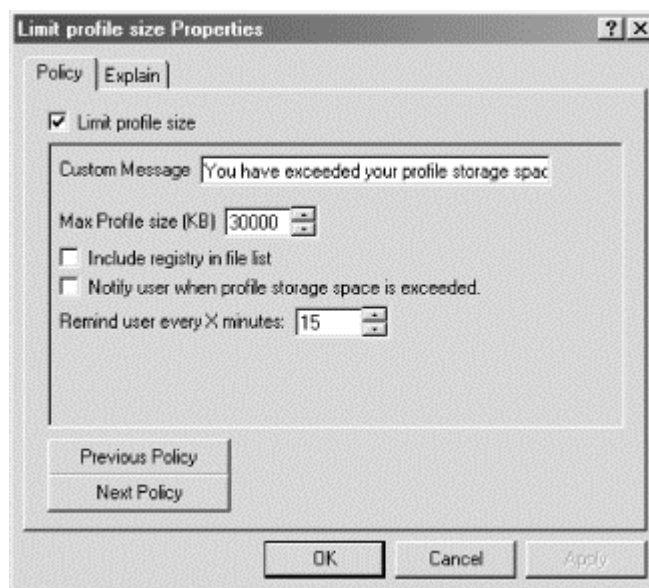 Limit profile size Properties
Policy Explain
Limit profile size
Custom Message You have exceeded your profile storage spac
Max Profile size (KB) 30000
Include registry in file list
Notify user when profile storage space is exceeded.
Remind user every X minutes: 15
Previous Policy
Next Policy
OK Cancel Apply